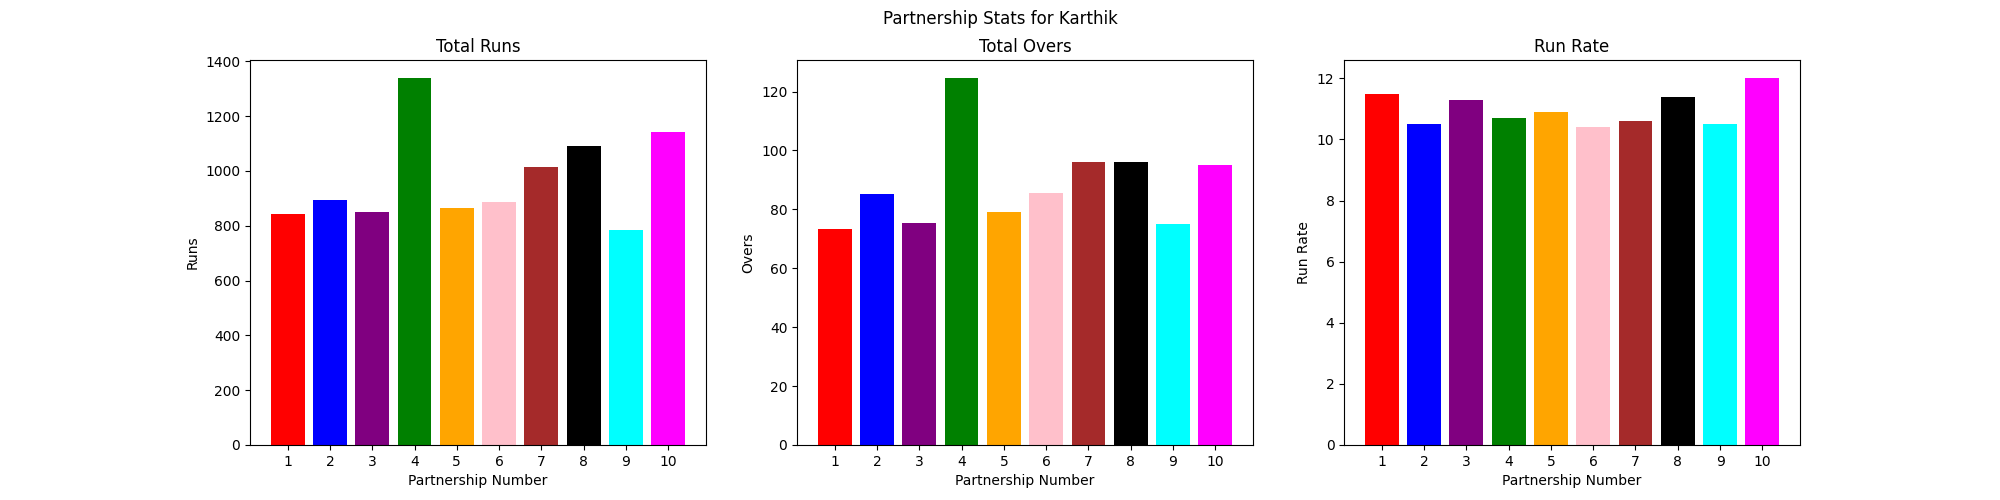 Partnership Stats for Karthik
Total Runs
1400
1200
1000
800
600
400
200
0
Runs
1 2 3 4 5 6 7 8 9 10
Partnership Number
Total Overs
120
100
80
60
40
20
0
Overs
1 2 3 4 5 6 7 8 9 10
Partnership Number
Run Rate
12
10
8
6
4
2
0
Run Rate
1 2 3 4 5 6 7 8 9 10
Partnership Number